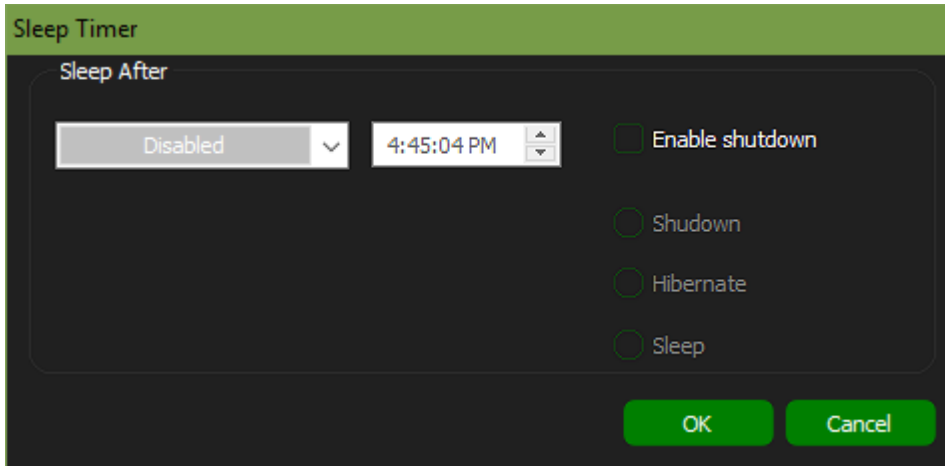 Sleep Timer
Sleep After
Disabled 4:45:04 PM Enable shutdown
Shudown
Hibernate
Sleep
OK Cancel